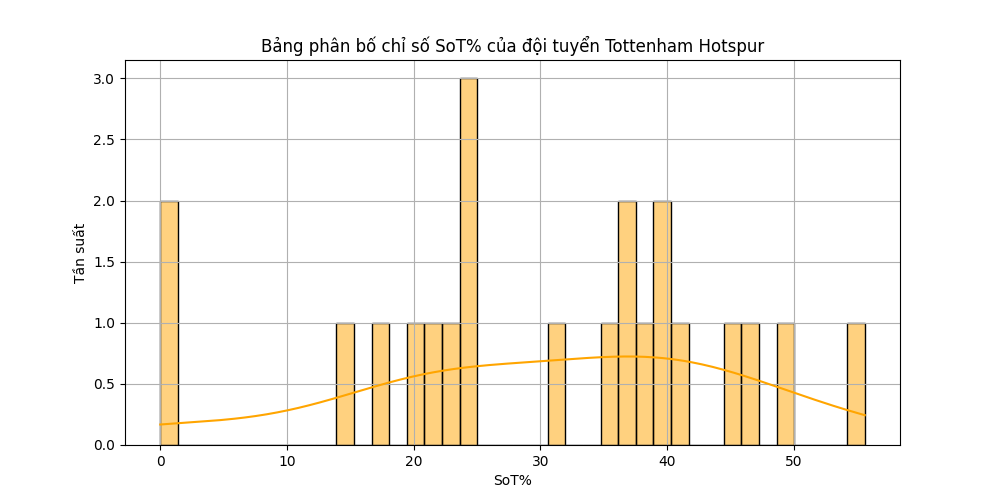 Bảng phân bố chỉ số SoT% của đội tuyển Tottenham Hotspur
3.0
2.5
2.0
1.5
1.0
0.5
0.0
Tần suất
0 10 20 30 40 50
SoT%